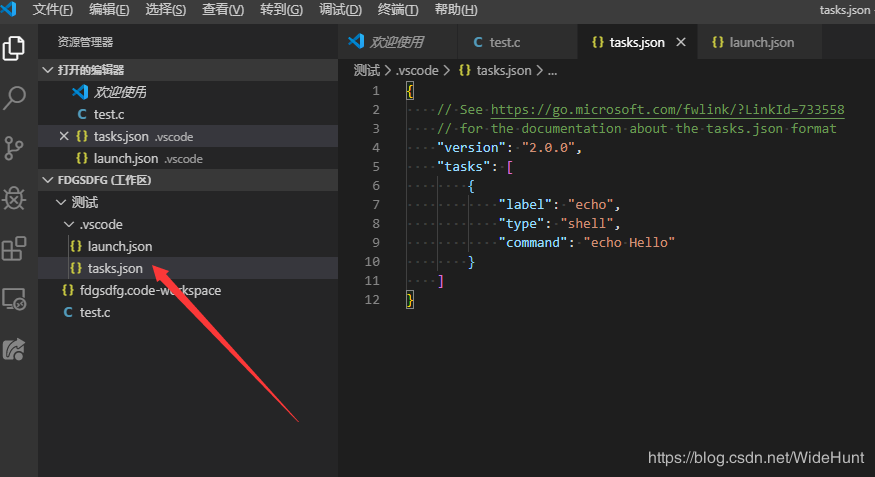 文件(F) 编辑(E) 选择(S) 查看(V) 转到(G) 调试(D) 终端(T) 帮助(H) tasks.json -
资源管理器
打开的编辑器
欢迎使用
test.c
tasks.json .vscode
launch.json .vscode
FDGSDFG (工作区)
测试
.vscode
launch.json
tasks.json
fdgsdfg.code-workspace
test.c
欢迎使用 test.c tasks.json launch.json
测试 > .vscode > {} tasks.json > ...
1 {
2 // See https://go.microsoft.com/fwlink/?LinkId=733558
3 // for the documentation about the tasks.json format
4 "version": "2.0.0",
5 "tasks": [
6 {
7 "label": "echo",
8 "type": "shell",
9 "command": "echo Hello"
10 }
11 ]
12 }
https://blog.csdn.net/WideHunt